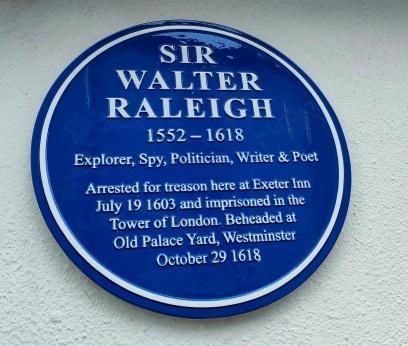 SIR
WALTER
RALEIGH
1552 – 1618
Explorer, Spy, Politician, Writer & Poet
Arrested for treason here at Exeter Inn
July 19 1603 and imprisoned in the
Tower of London. Beheaded at
Old Palace Yard, Westminster
October 29 1618